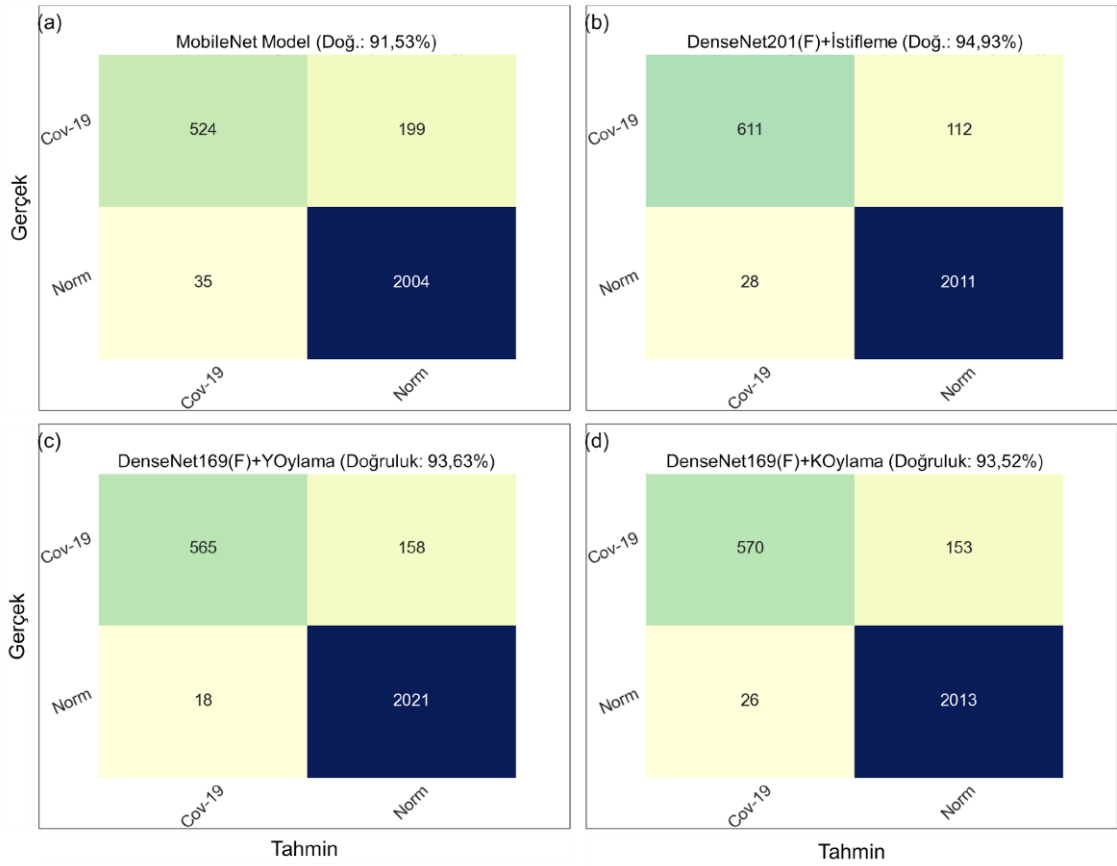 (a)
MobileNet Model (Doğ.: 91,53%)
Cov-19
524
199
Gerçek
Norm
35
2004
Cov-19
Norm
(b)
DenseNet201(F)+İstifleme (Doğ.: 94,93%)
Cov-19
611
112
Norm
28
2011
Cov-19
Norm
(c)
DenseNet169(F)+YOylama (Doğruluk: 93,63%)
Cov-19
565
158
Gerçek
Norm
18
2021
Cov-19
Norm
Tahmin
(d)
DenseNet169(F)+KOylama (Doğruluk: 93,52%)
Cov-19
570
153
Norm
26
2013
Cov-19
Norm
Tahmin